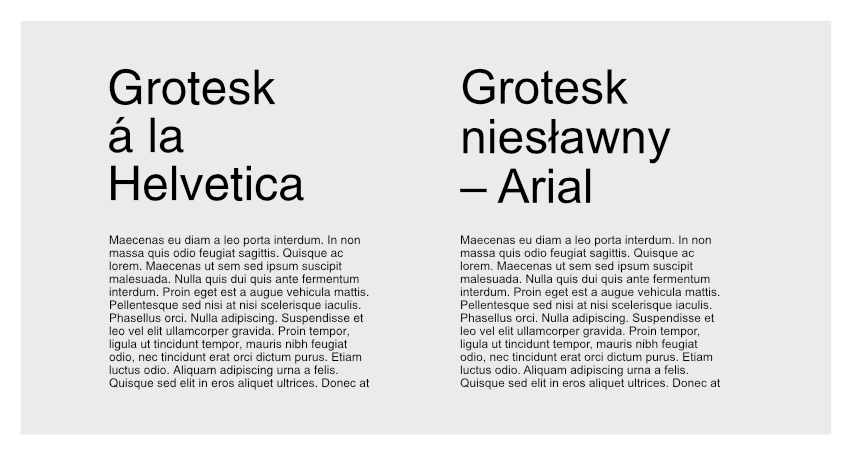 Grotesk
á la
Helvetica
Maecenas eu diam a leo porta interdum. In non
massa quis odio feugiat sagittis. Quisque ac
lorem. Maecenas ut sem sed ipsum suscipit
malesuada. Nulla quis dui quis ante fermentum
interdum. Proin eget est a augue vehicula mattis.
Pellentesque sed nisi at nisi scelerisque iaculis.
Phasellus orci. Nulla adipiscing. Suspendisse et
leo vel elit ullamcorper gravida. Proin tempor,
ligula ut tincidunt tempor, mauris nibh feugiat
odio, nec tincidunt erat orci dictum purus. Etiam
luctus odio. Aliquam adipiscing urna a felis.
Quisque sed elit in eros aliquet ultrices. Donec at
Grotesk
niesławny
– Arial
Maecenas eu diam a leo porta interdum. In non
massa quis odio feugiat sagittis. Quisque ac
lorem. Maecenas ut sem sed ipsum suscipit
malesuada. Nulla quis dui quis ante fermentum
interdum. Proin eget est a augue vehicula mattis.
Pellentesque sed nisi at nisi scelerisque iaculis.
Phasellus orci. Nulla adipiscing. Suspendisse et
leo vel elit ullamcorper gravida. Proin tempor,
ligula ut tincidunt tempor, mauris nibh feugiat
odio, nec tincidunt erat orci dictum purus. Etiam
luctus odio. Aliquam adipiscing urna a felis.
Quisque sed elit in eros aliquet ultrices. Donec at